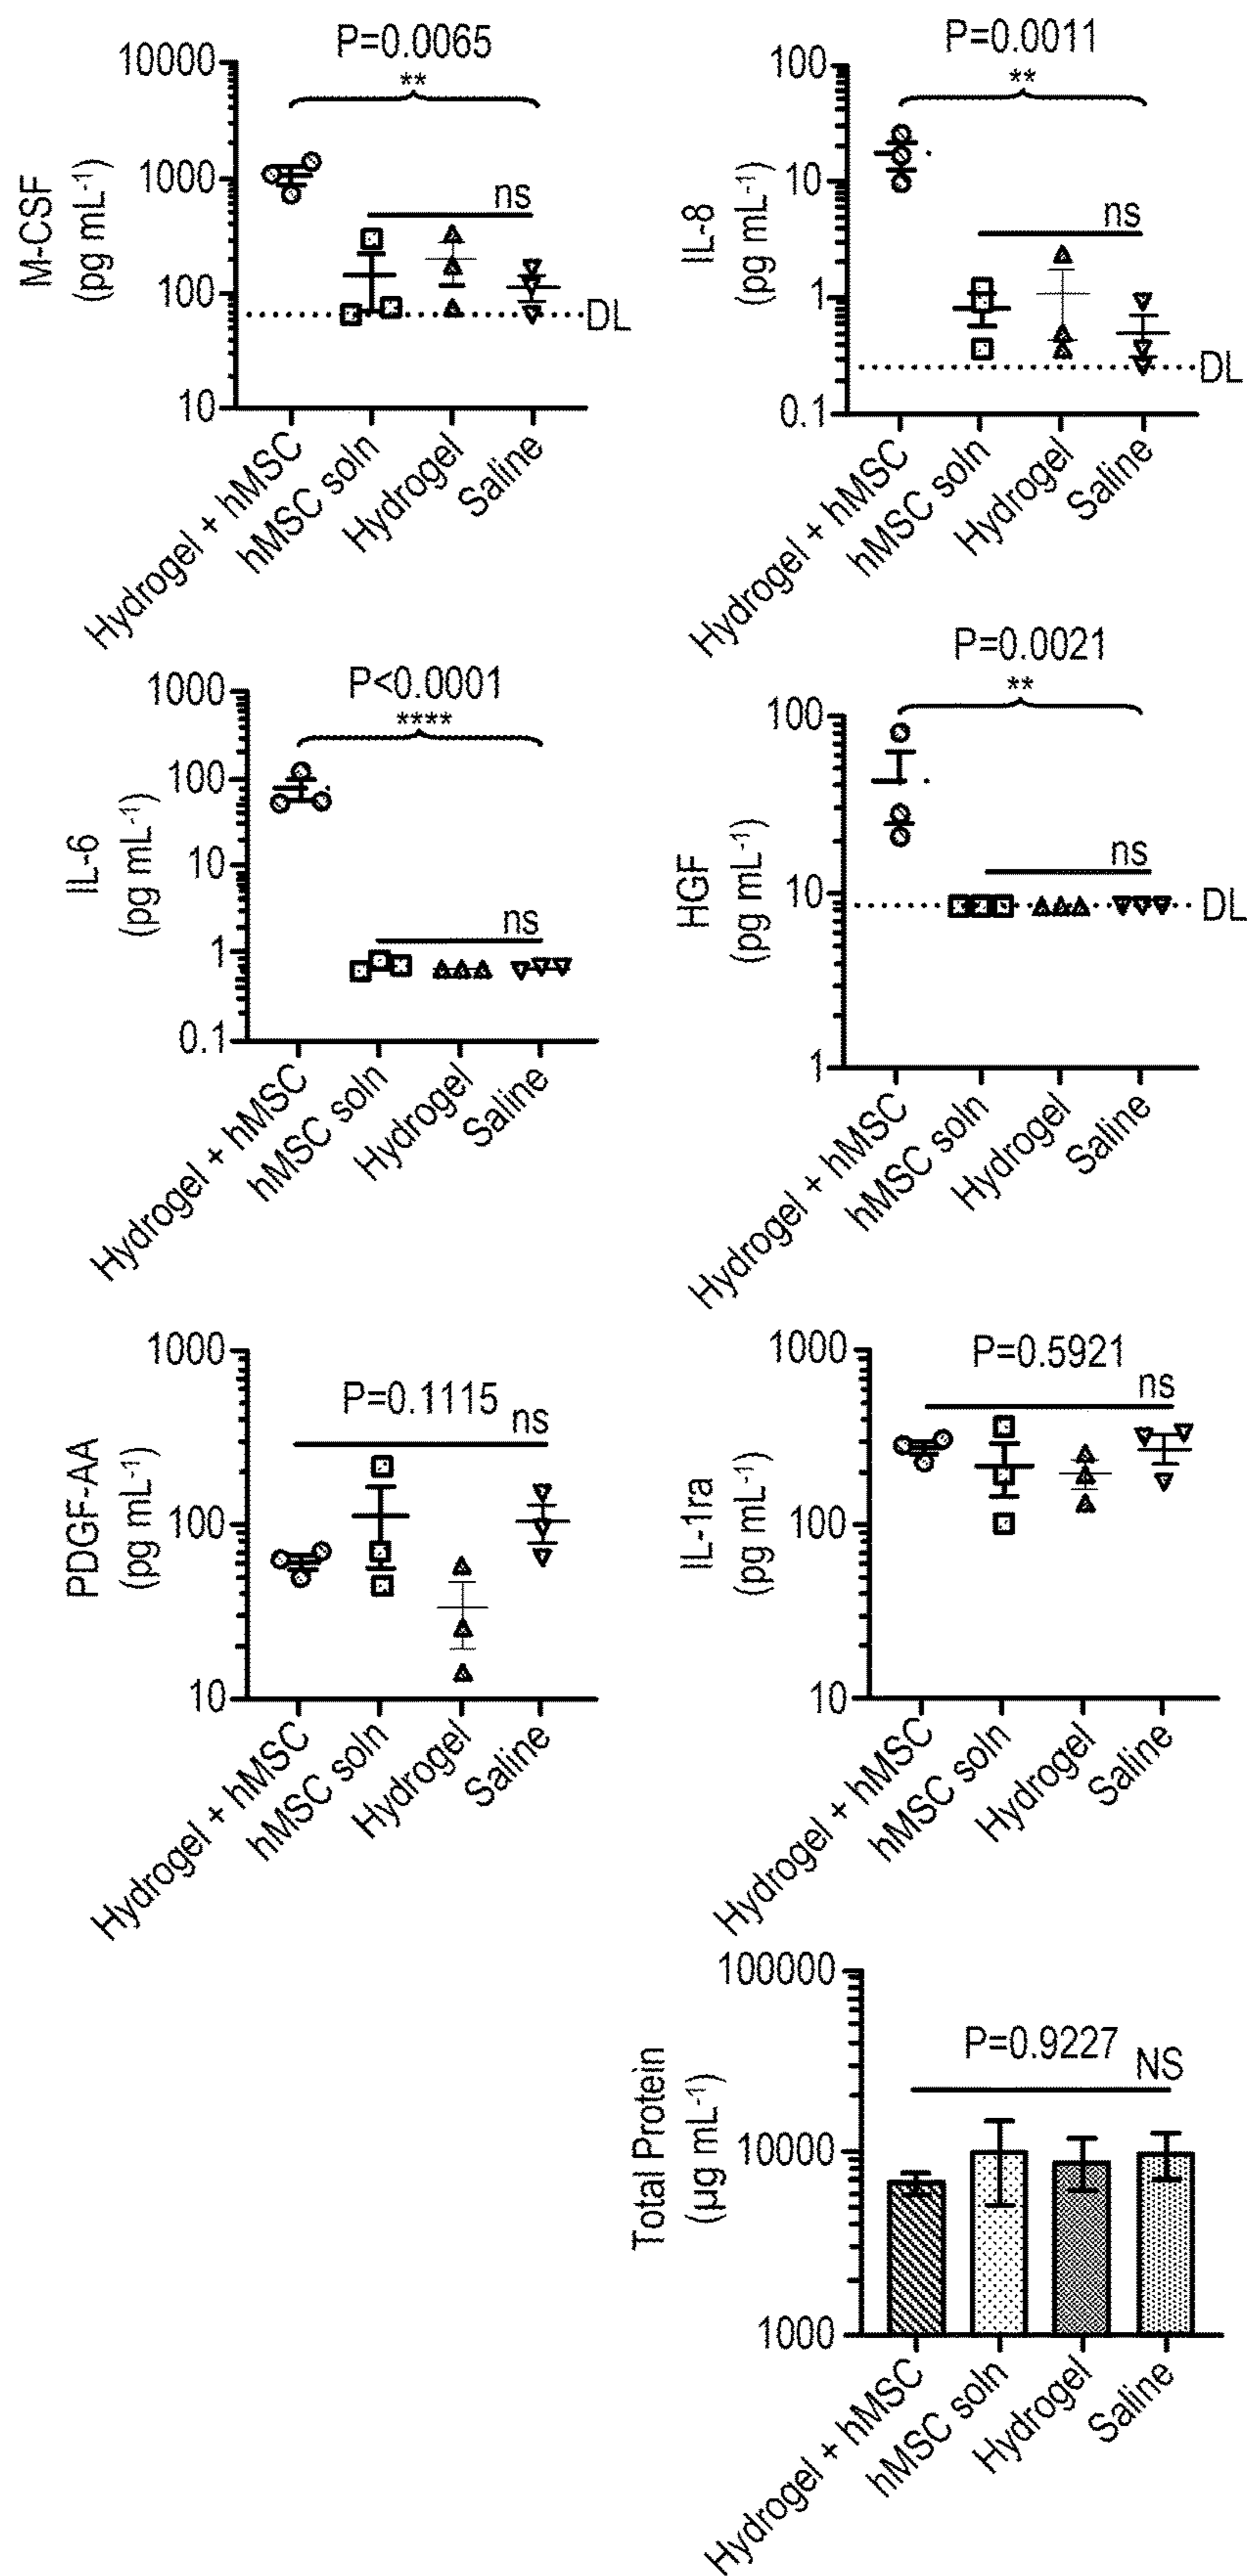 P=0.0065
**
10000
1000
100
10
M-CSF
(pg mL⁻¹)
ns
DL
Hydrogel + hMSC
hMSC soln
Hydrogel
Saline
P=0.0011
**
100
10
1
0.1
IL-8
(pg mL⁻¹)
ns
DL
Hydrogel + hMSC
hMSC soln
Hydrogel
Saline
P<0.0001
****
1000
100
10
1
0.1
IL-6
(pg mL⁻¹)
ns
Hydrogel + hMSC
hMSC soln
Hydrogel
Saline
P=0.0021
**
100
10
1
HGF
(pg mL⁻¹)
ns
DL
Hydrogel + hMSC
hMSC soln
Hydrogel
Saline
1000
100
10
PDGF-AA
(pg mL⁻¹)
P=0.1115
ns
Hydrogel + hMSC
hMSC soln
Hydrogel
Saline
1000
100
10
IL-1ra
(pg mL⁻¹)
P=0.5921
ns
Hydrogel + hMSC
hMSC soln
Hydrogel
Saline
100000
10000
1000
Total Protein
(µg mL⁻¹)
P=0.9227
NS
Hydrogel + hMSC
hMSC soln
Hydrogel
Saline